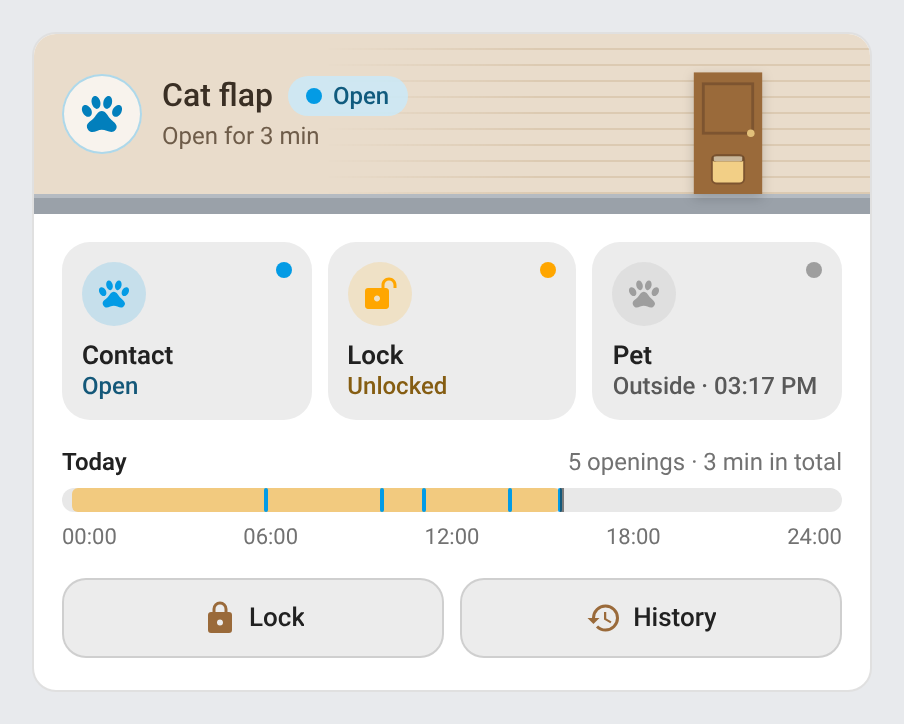 Cat flap
Open
Open for 3 min
Contact
Open
Lock
Unlocked
Pet
Outside · 03:17 PM
Today
5 openings · 3 min in total
00:00 06:00 12:00 18:00 24:00
Lock
History